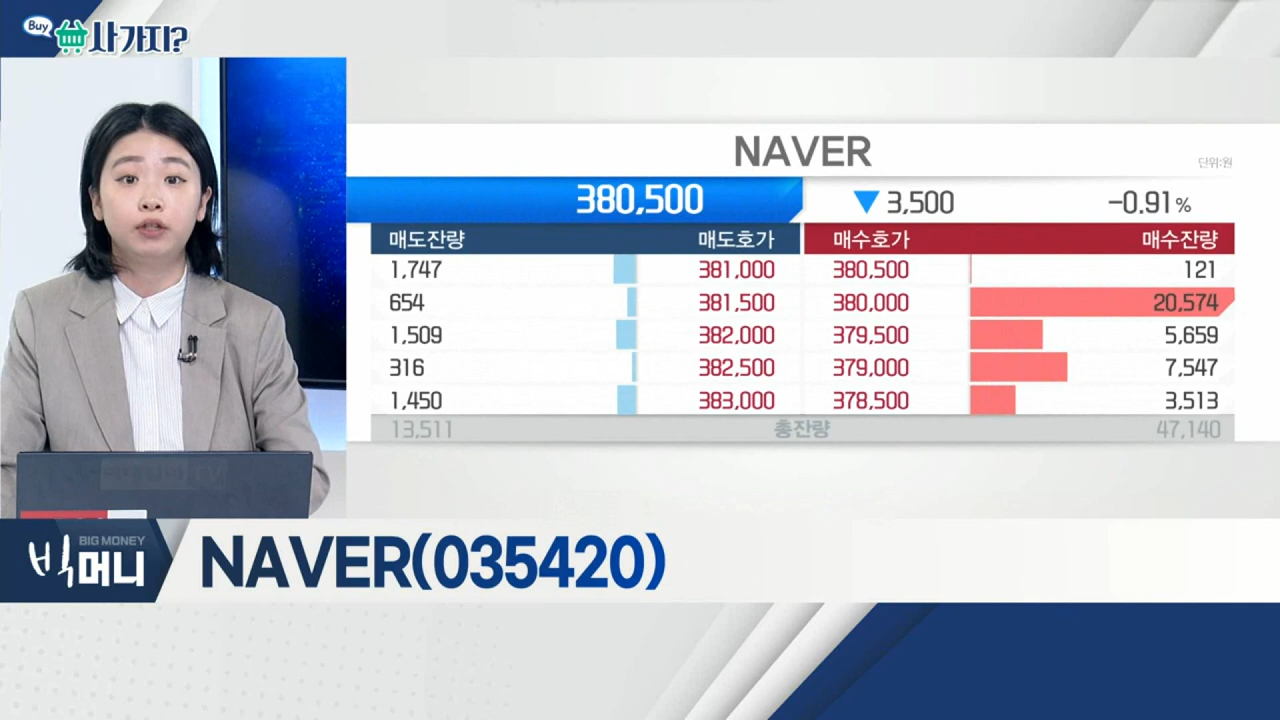 Buy 사가지?
NAVER
단위:원
380,500 ▼ 3,500 -0.91%
매도잔량 매도호가 매수호가 매수잔량
1,747 381,000 380,500 121
654 381,500 380,000 20,574
1,509 382,000 379,500 5,659
316 382,500 379,000 7,547
1,450 383,000 378,500 3,513
13,511 총잔량 47,140
BIG MONEY
빅머니
NAVER(035420)